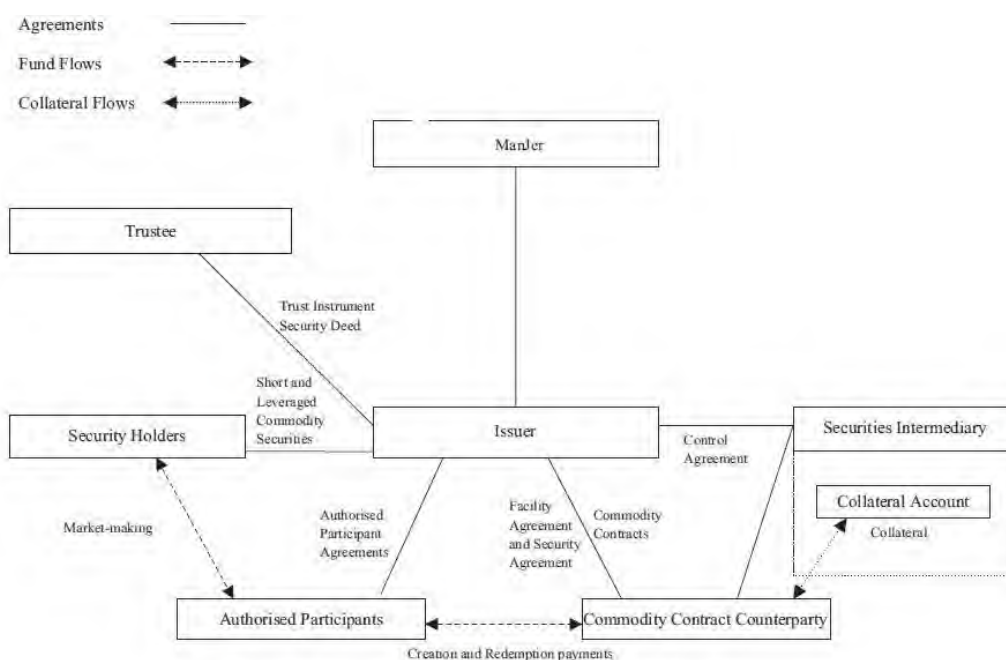 Agreements
Fund Flows
Collateral Flows
ManJer
Trustee
Trust Instrument
Security Deed
Short and
Leveraged
Commodity
Securities
Security Holders
Issuer
Securities Intermediary
Control
Agreement
Collateral Account
Collateral
Market-making
Authorised
Participant
Agreements
Facility
Agreement
and Security
Agreement
Commodity
Contracts
Authorised Participants
Commodity Contract Counterparty
Creation and Redemption payments